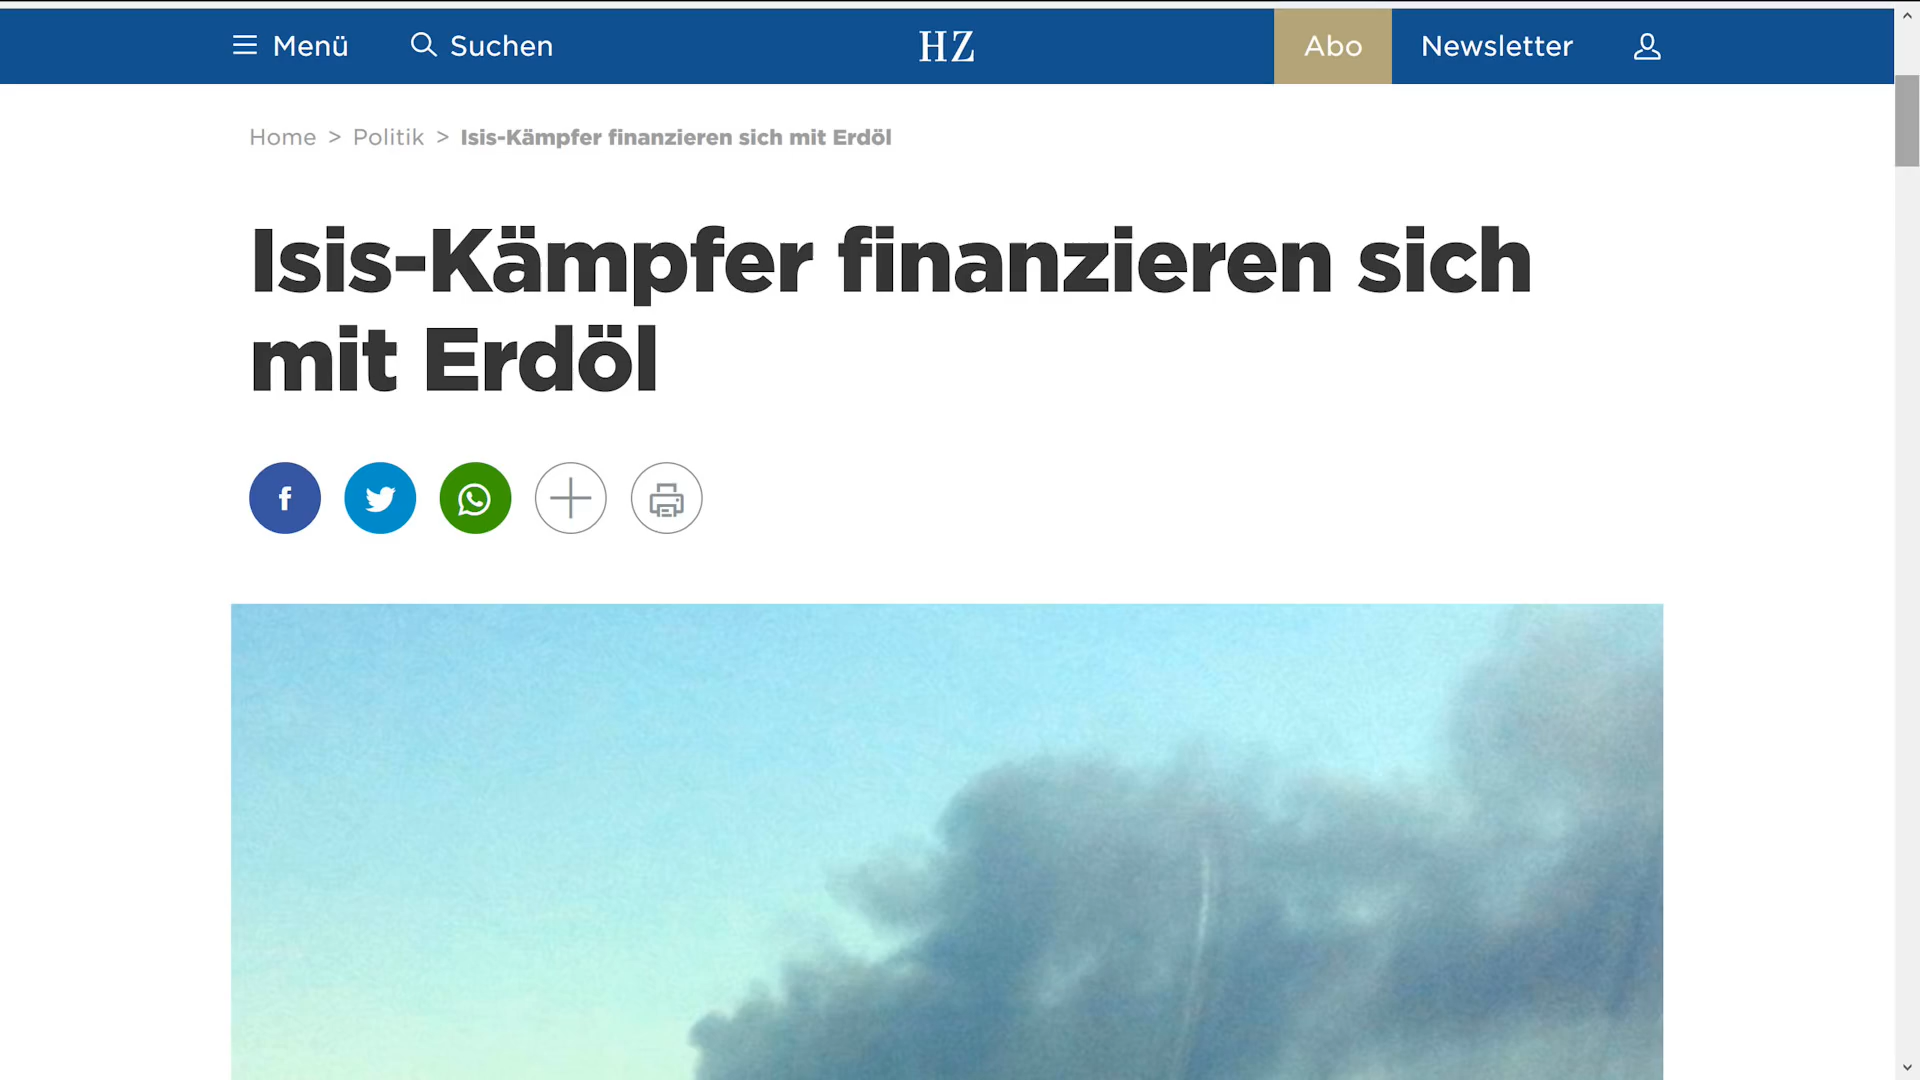 Menü Suchen HZ Abo Newsletter
Home > Politik > Isis-Kämpfer finanzieren sich mit Erdöl
Isis-Kämpfer finanzieren sich
mit Erdöl
f